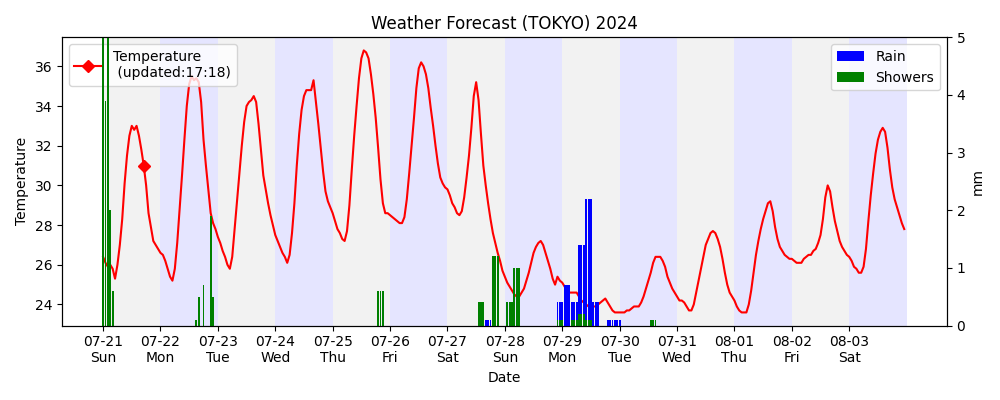 Weather Forecast (TOKYO) 2024
Temperature
(updated:17:18)
Rain
Showers
Temperature
36
34
32
30
28
26
24
5
4
3
2
1
0
mm
07-21 07-22 07-23 07-24 07-25 07-26 07-27 07-28 07-29 07-30 07-31 08-01 08-02 08-03
Sun Mon Tue Wed Thu Fri Sat Sun Mon Tue Wed Thu Fri Sat
Date